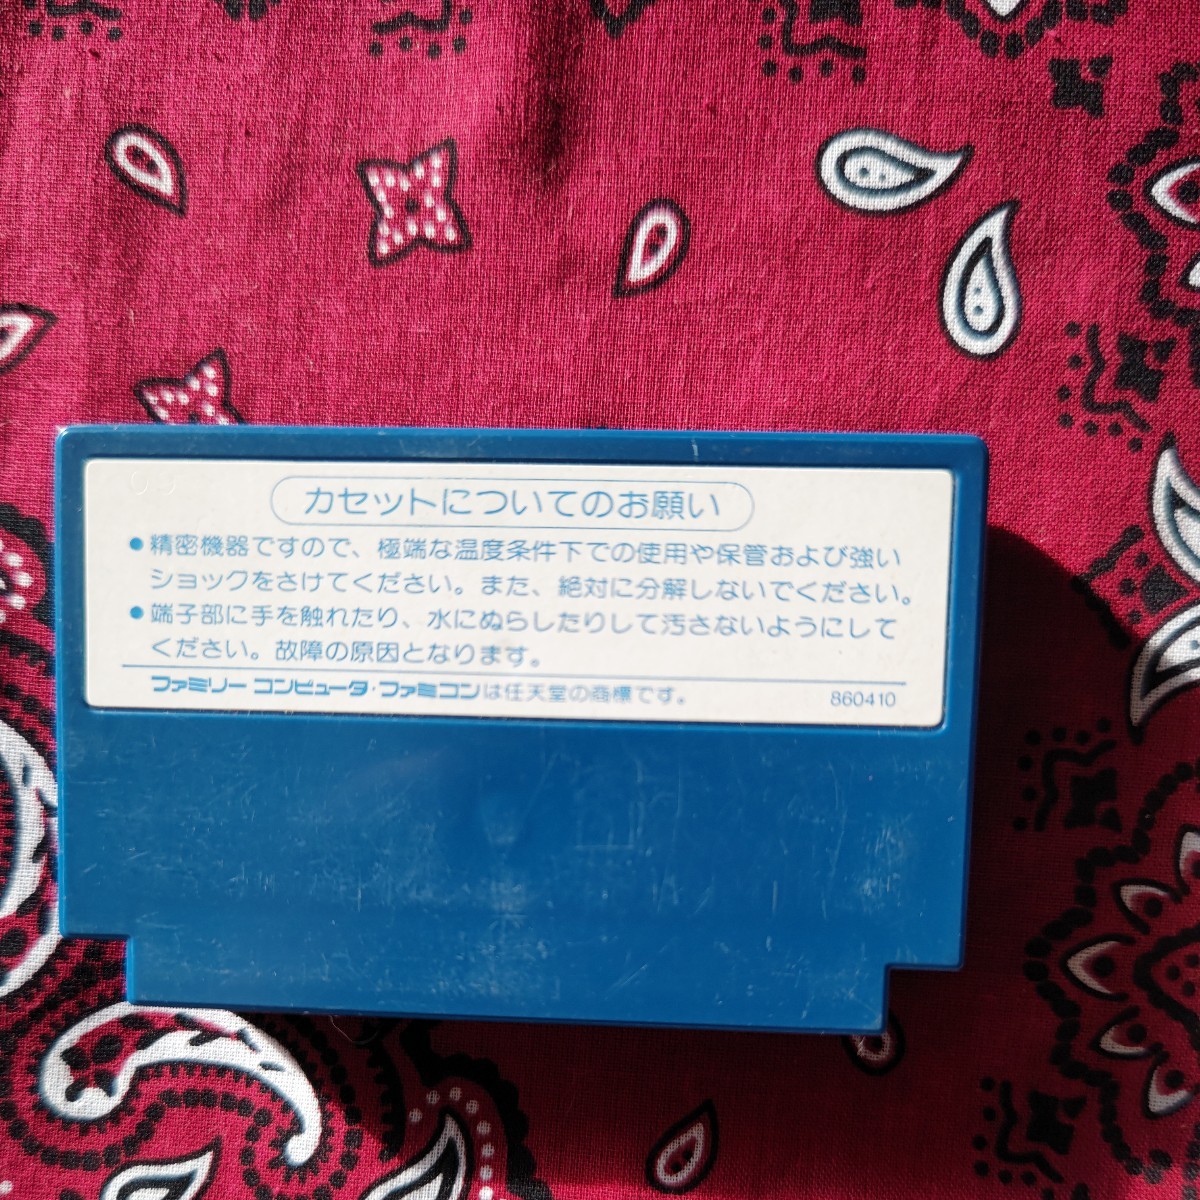 カセットについてのお願い
●精密機器ですので、極端な温度条件下での使用や保管および強い
ショックをさけてください。また、絶対に分解しないでください。
●端子部に手を触れたり、水にぬらしたりして汚さないようにして
ください。故障の原因となります。
ファミリーコンピュータ・ファミコンは任天堂の商標です。 860410